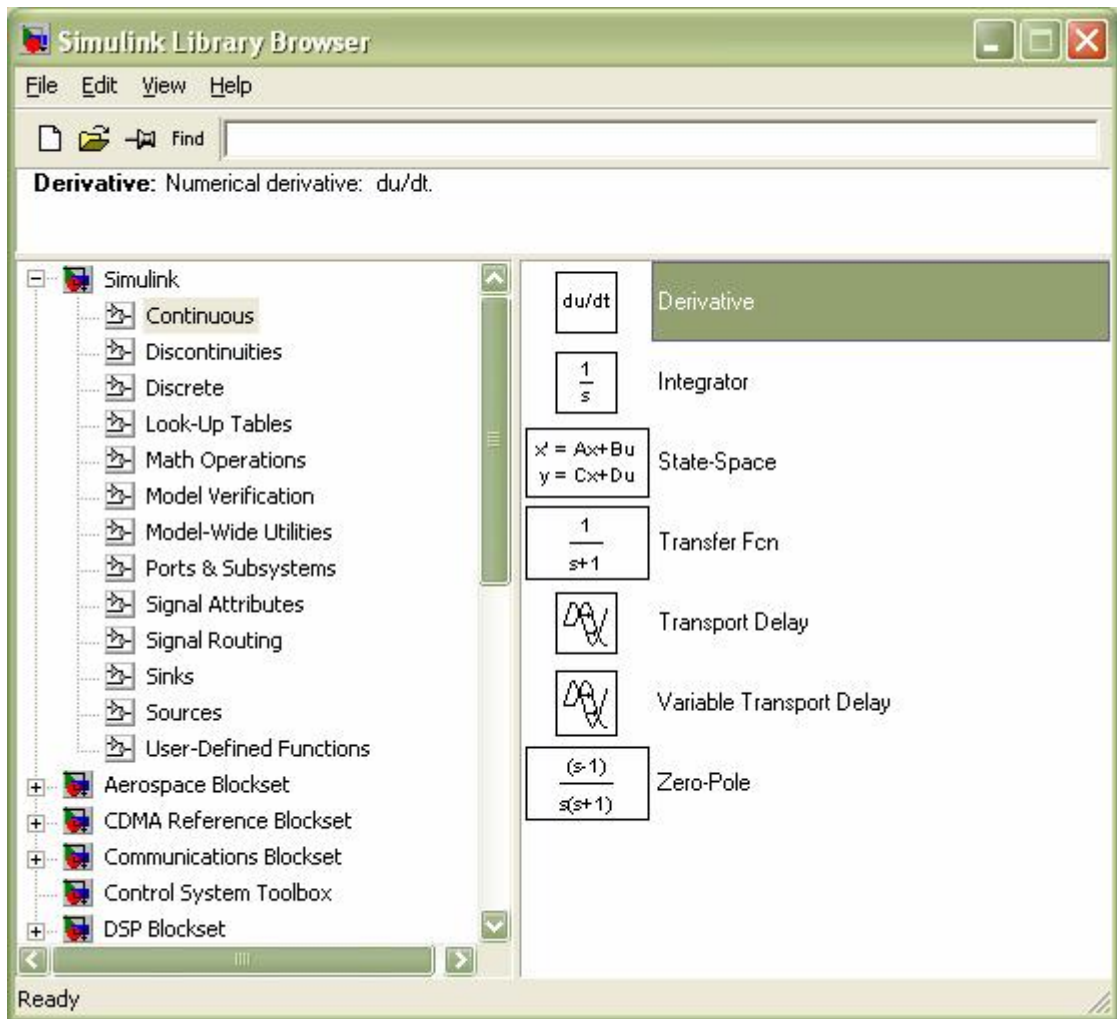 Simulink Library Browser
File Edit View Help
Find
Derivative: Numerical derivative: du/dt.
Simulink
Continuous
Discontinuities
Discrete
Look-Up Tables
Math Operations
Model Verification
Model-Wide Utilities
Ports & Subsystems
Signal Attributes
Signal Routing
Sinks
Sources
User-Defined Functions
Aerospace Blockset
CDMA Reference Blockset
Communications Blockset
Control System Toolbox
DSP Blockset
du/dt Derivative
1
s
Integrator
x' = Ax+Bu
y = Cx+Du
State-Space
1
s+1
Transfer Fcn
Transport Delay
Variable Transport Delay
(s-1)
s(s+1)
Zero-Pole
Ready